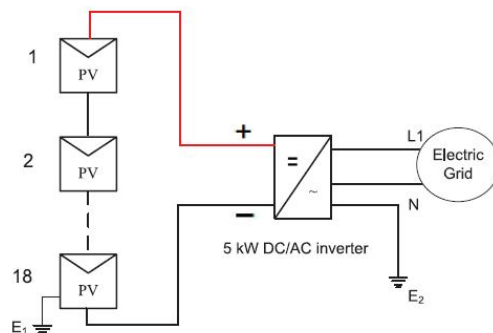 1
PV
2
PV
18
PV
E₁
+
−
=
~
5 kW DC/AC inverter
L1
N
E₂
Electric
Grid